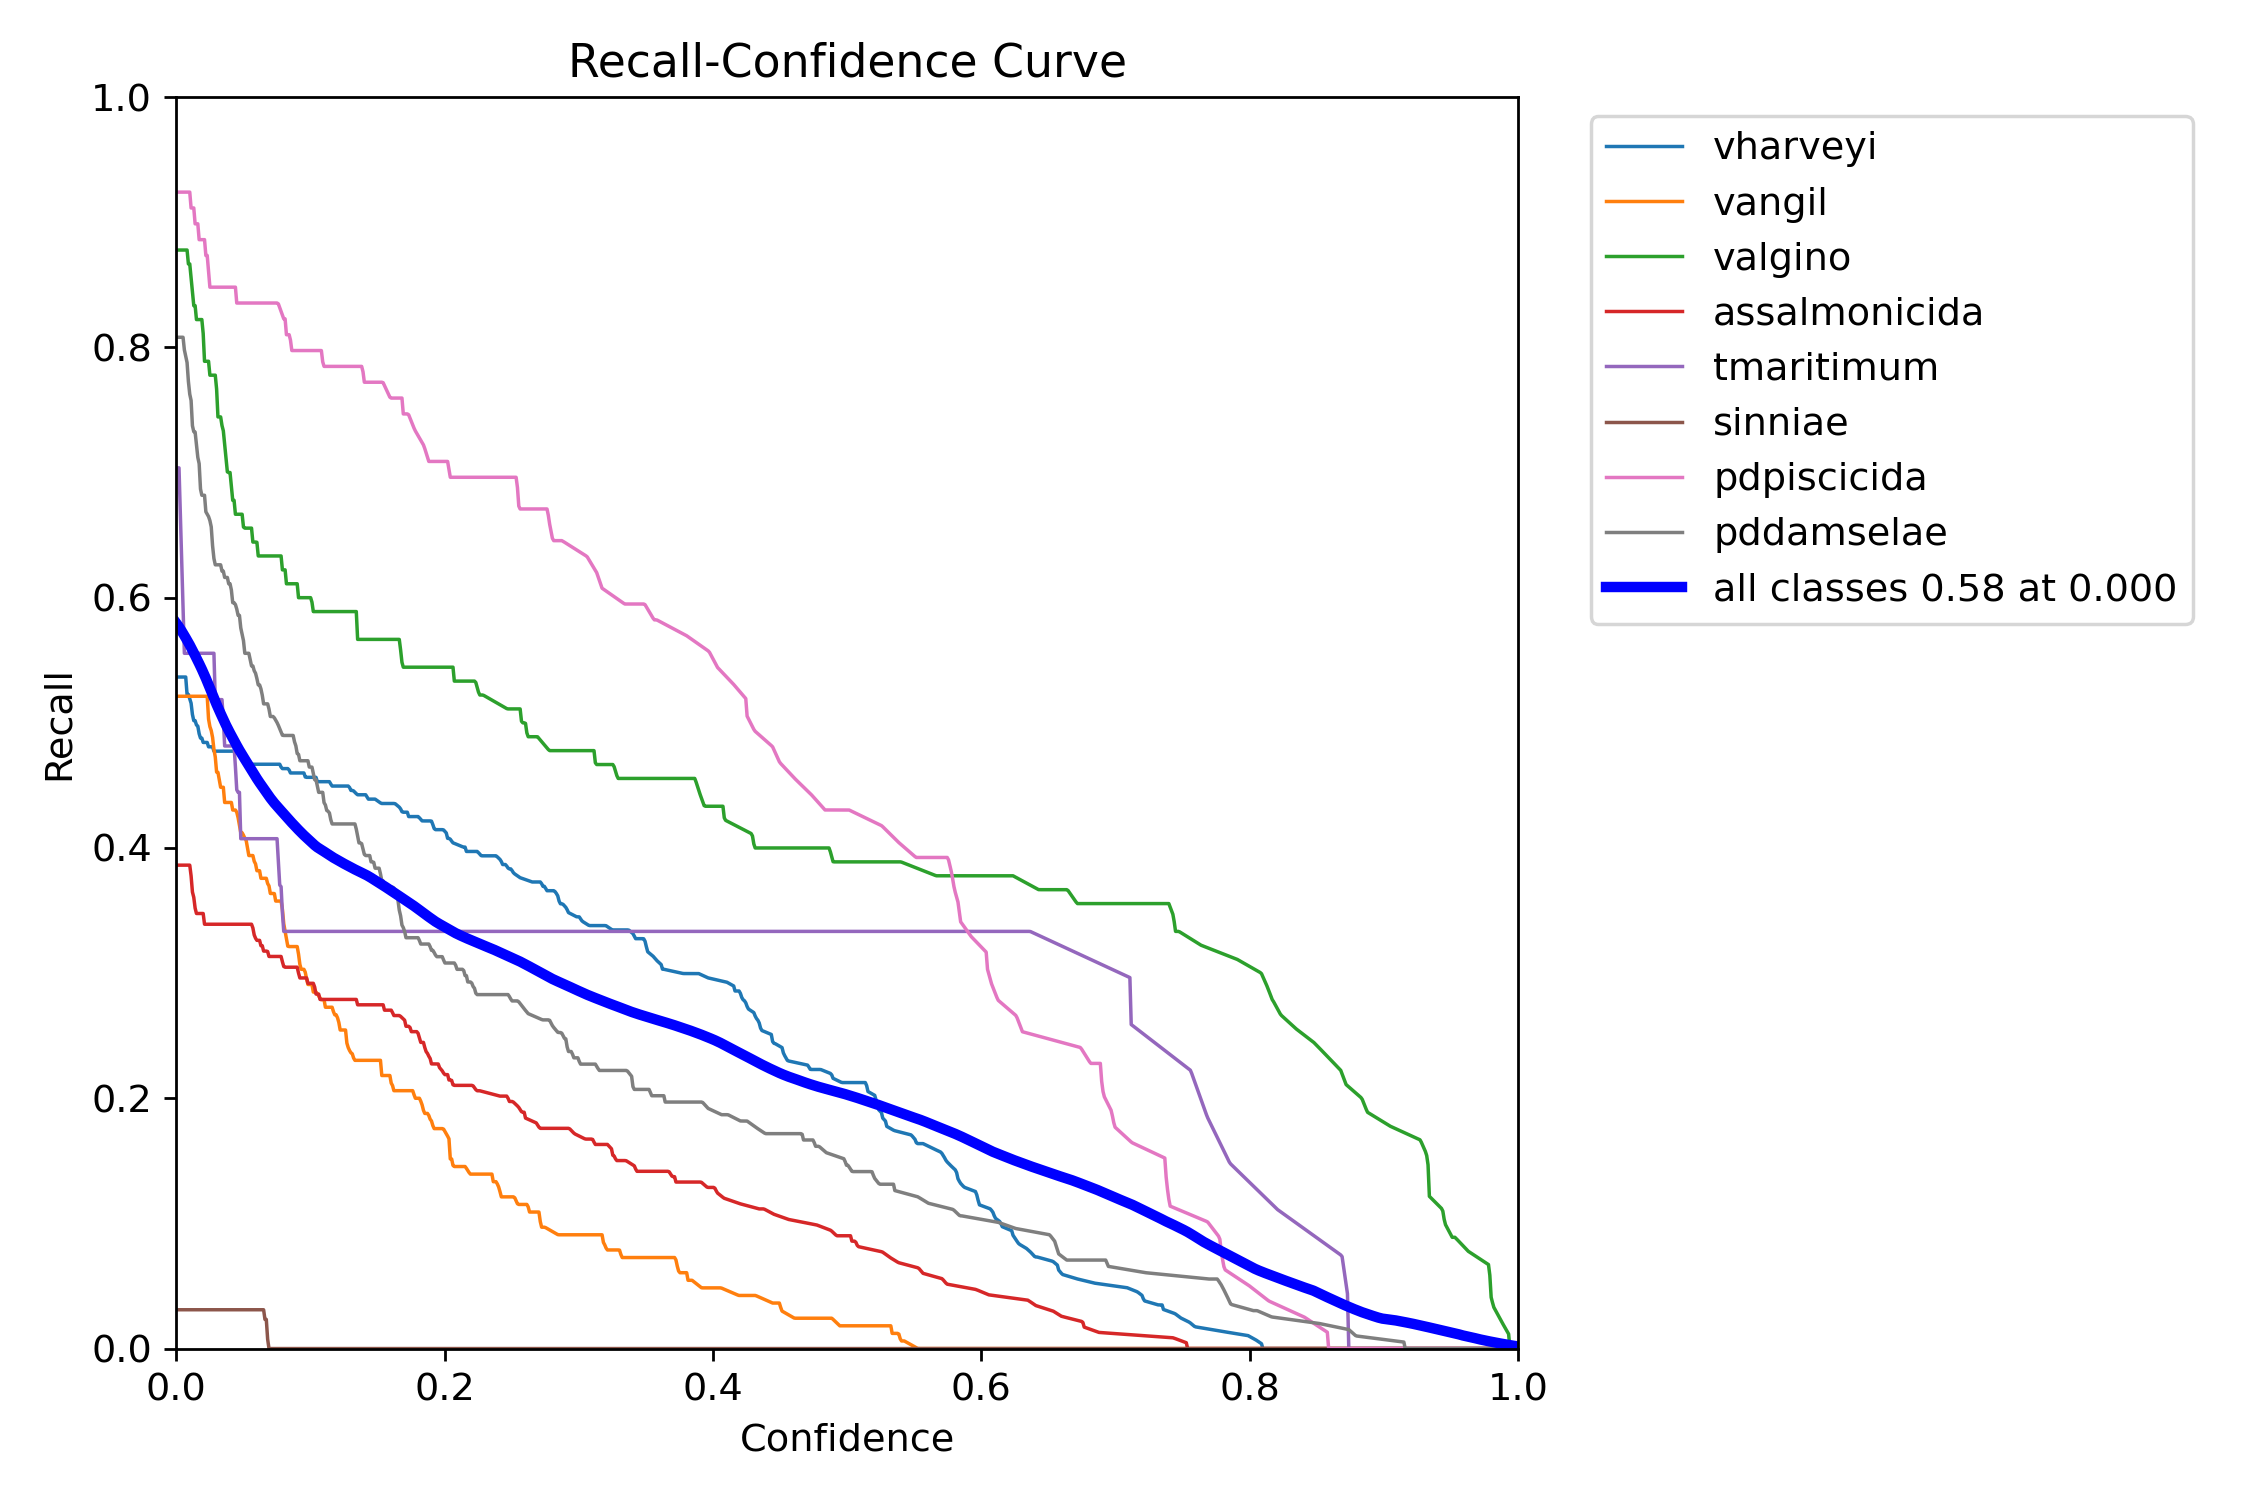 Recall-Confidence Curve
1.0
0.8
0.6
0.4
0.2
0.0
Recall
0.0 0.2 0.4 0.6 0.8 1.0
Confidence
vharveyi
vangil
valgino
assalmonicida
tmaritimum
sinniae
pdpiscicida
pddamselae
all classes 0.58 at 0.000